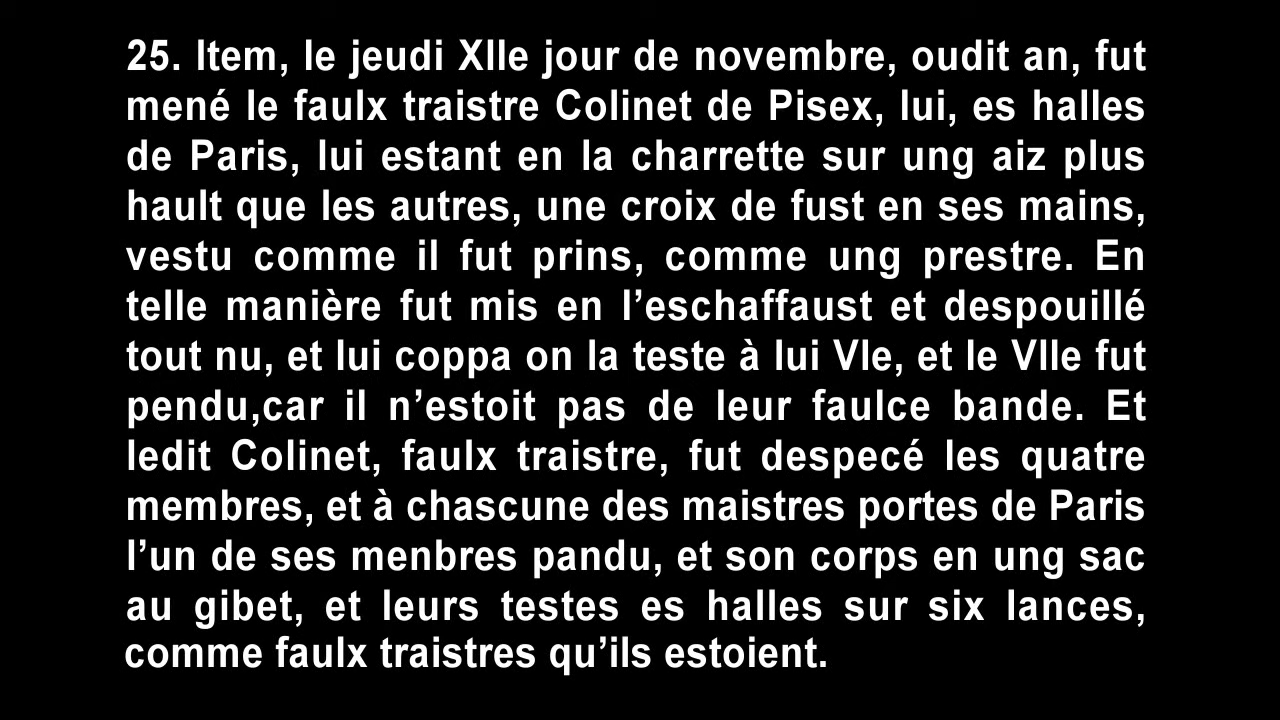 25. Item, le jeudi XIIe jour de novembre, oudit an, fut
mené le faulx traistre Colinet de Pisex, lui, es halles
de Paris, lui estant en la charrette sur ung aiz plus
hault que les autres, une croix de fust en ses mains,
vestu comme il fut prins, comme ung prestre. En
telle manière fut mis en l’eschaffaust et despouillé
tout nu, et lui coppa on la teste à lui VIe, et le VIIe fut
pendu,car il n’estoit pas de leur faulce bande. Et
ledit Colinet, faulx traistre, fut despecé les quatre
membres, et à chascune des maistres portes de Paris
l’un de ses menbres pandu, et son corps en ung sac
au gibet, et leurs testes es halles sur six lances,
comme faulx traistres qu’ils estoient.